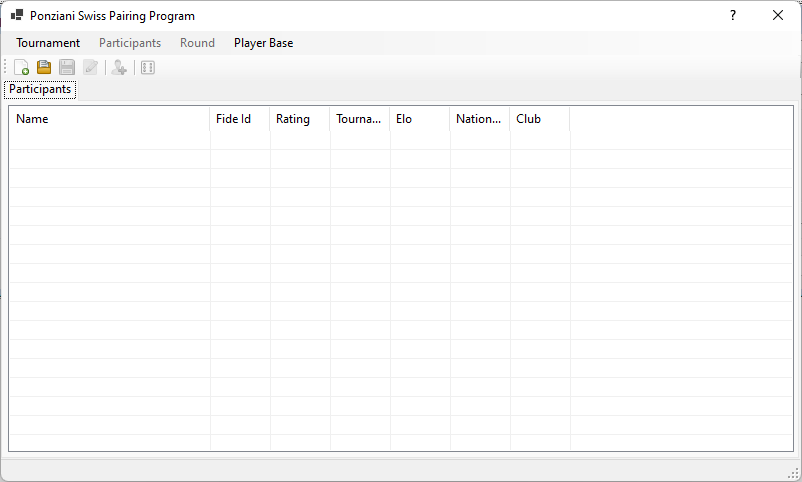 Ponziani Swiss Pairing Program ?
Tournament Participants Round Player Base
Participants
Name Fide Id Rating Tourna... Elo Nation... Club